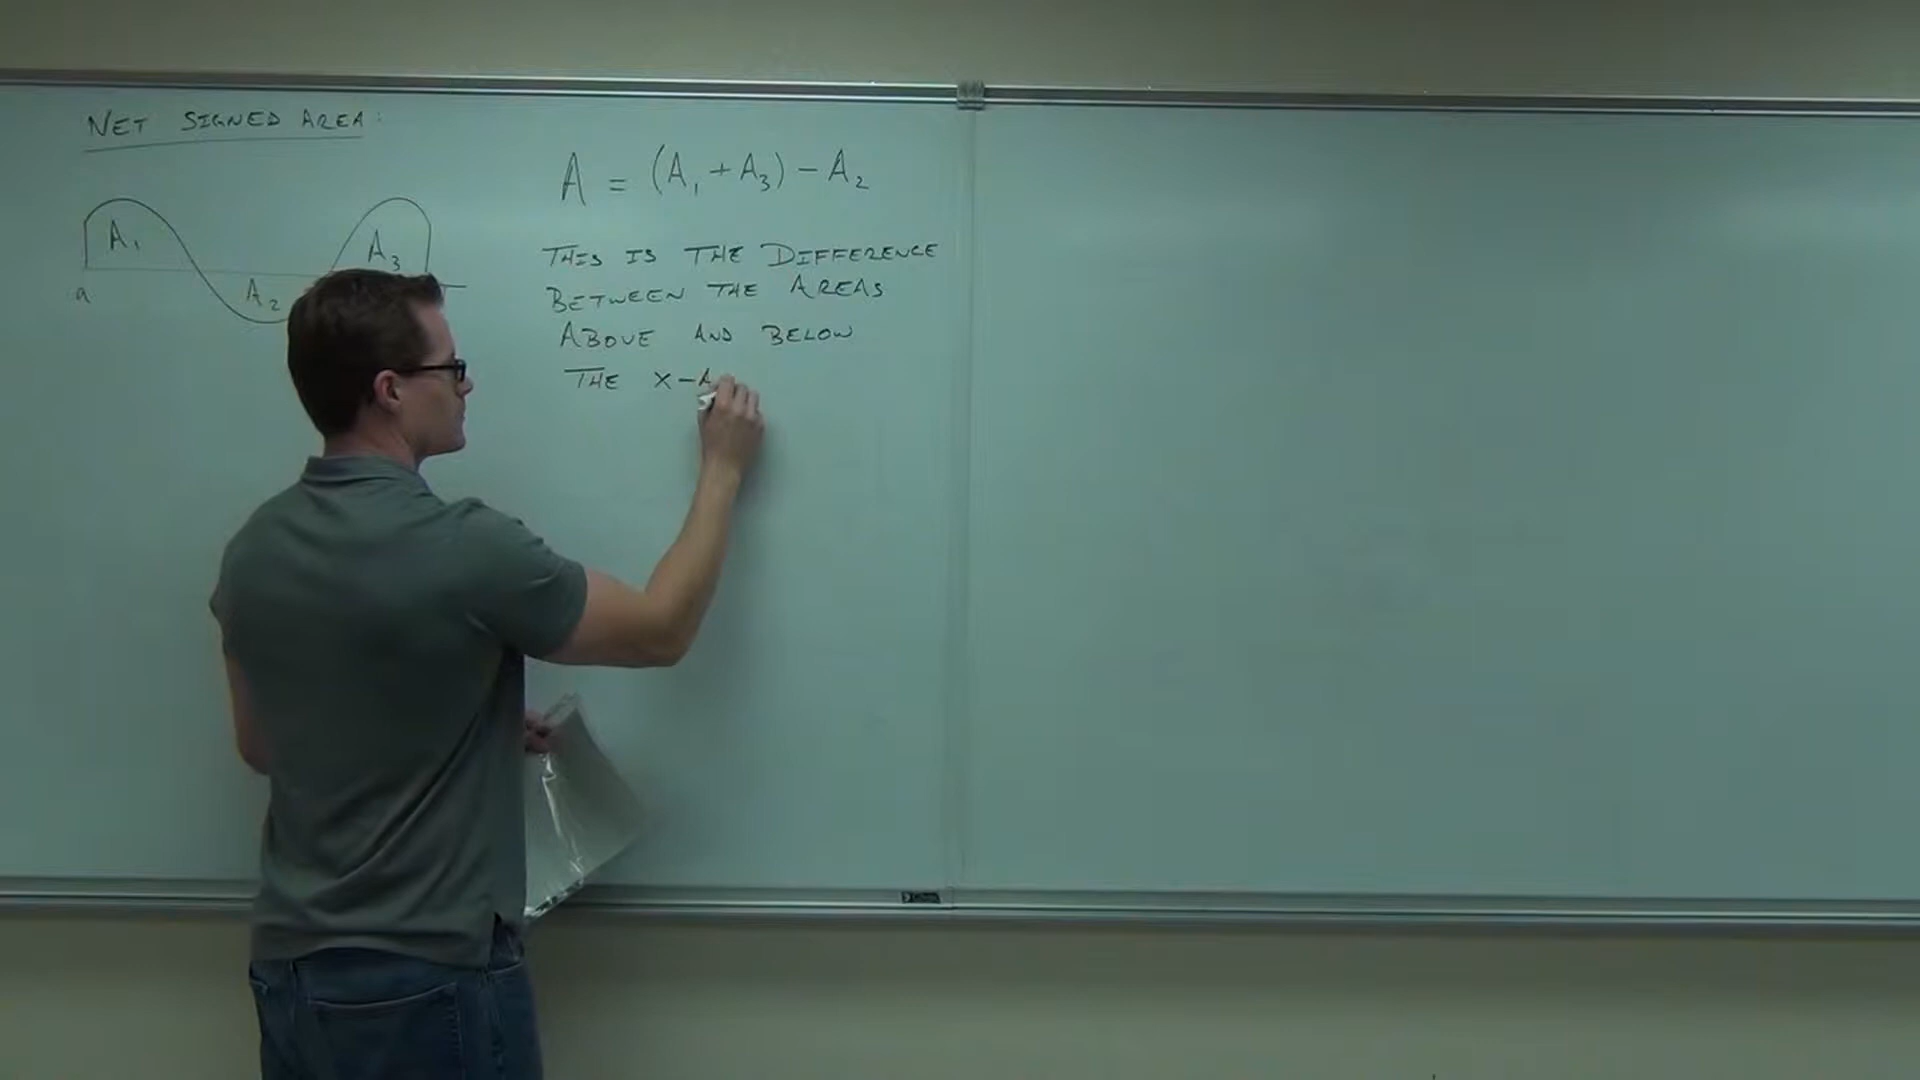 NET SIGNED AREA:
A₁
A₂
A₃
a
A = (A₁ + A₃) - A₂
THIS IS THE DIFFERENCE
BETWEEN THE AREAS
ABOVE AND BELOW
THE X-A